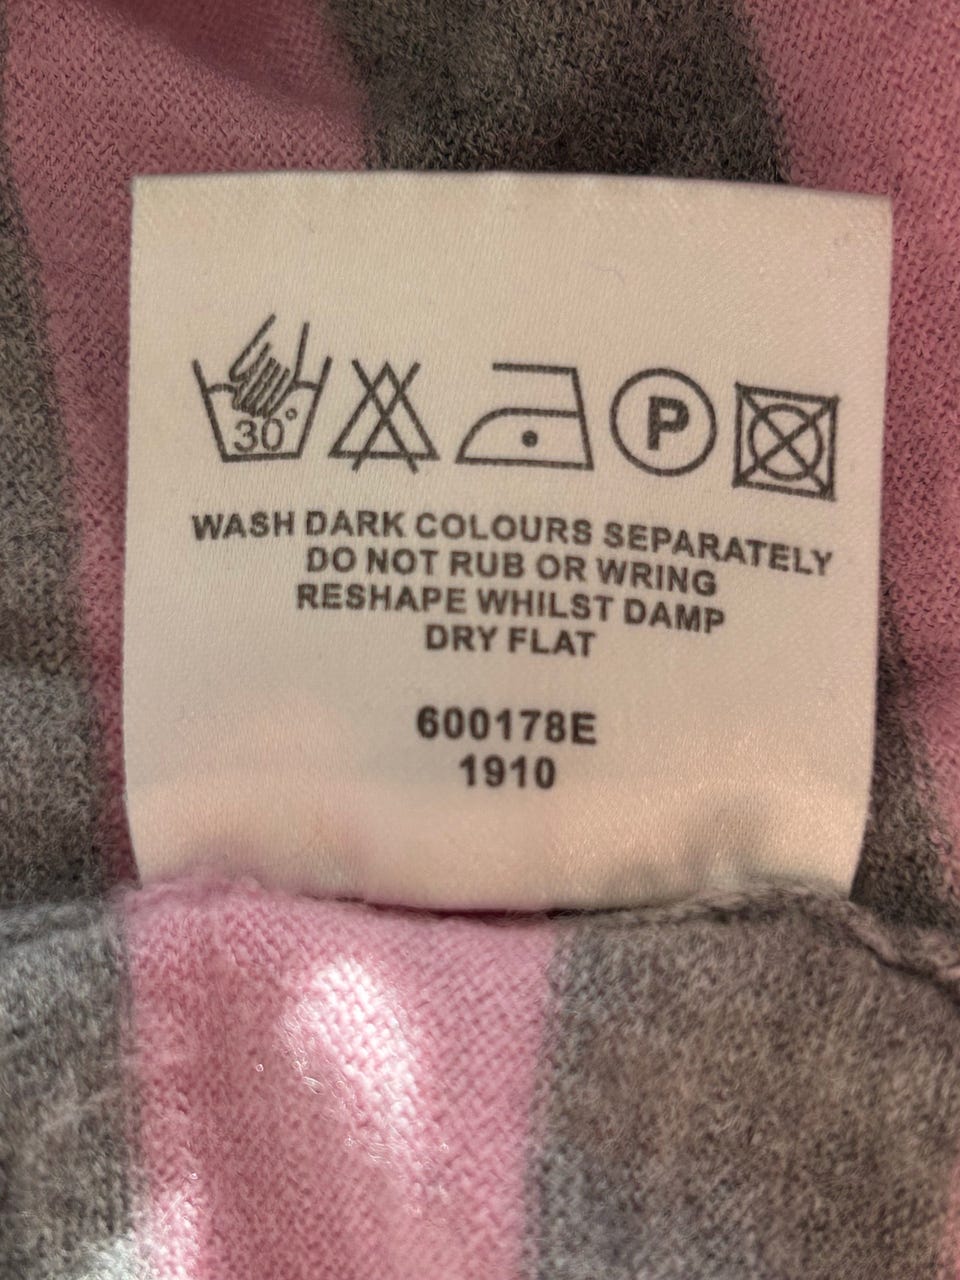 30°
P
WASH DARK COLOURS SEPARATELY
DO NOT RUB OR WRING
RESHAPE WHILST DAMP
DRY FLAT
600178E
1910